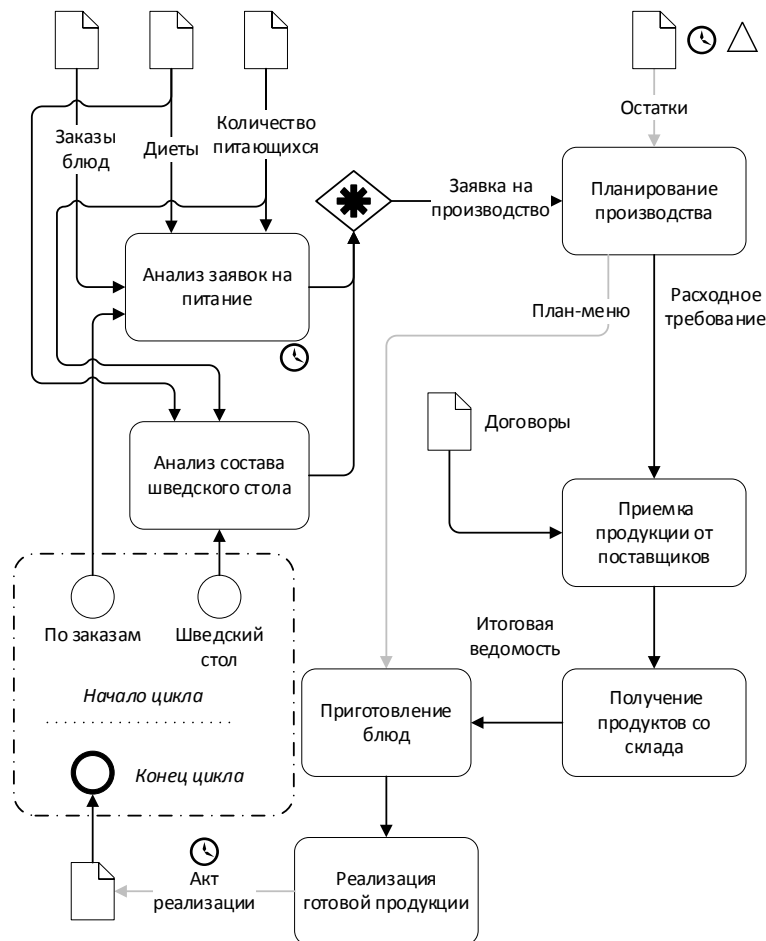 Заказы
блюд
Диеты
Количество
питающихся
Остатки
Заявка на
производство
Планирование
производства
Анализ заявок на
питание
План-меню
Расходное
требование
Договоры
Анализ состава
шведского стола
Приемка
продукции от
поставщиков
По заказам
Шведский
стол
Итоговая
ведомость
Начало цикла
Приготовление
блюд
Получение
продуктов со
склада
Конец цикла
Акт
реализации
Реализация
готовой продукции